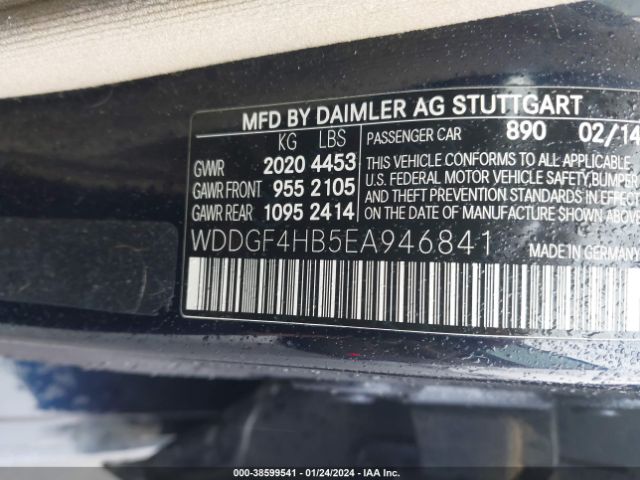 MFD BY DAIMLER AG STUTTGART
KG LBS
PASSENGER CAR 890 02/14
GVWR 2020 4453
GAWR FRONT 955 2105
GAWR REAR 1095 2414
THIS VEHICLE CONFORMS TO ALL APPLICABLE
U.S. FEDERAL MOTOR VEHICLE SAFETY, BUMPER,
AND THEFT PREVENTION STANDARDS IN EFFECT
ON THE DATE OF MANUFACTURE SHOWN ABOVE.
WDDGF4HB5EA946841
MADE IN GERMANY
000-38599541 | 01/24/2024 | IAA Inc.